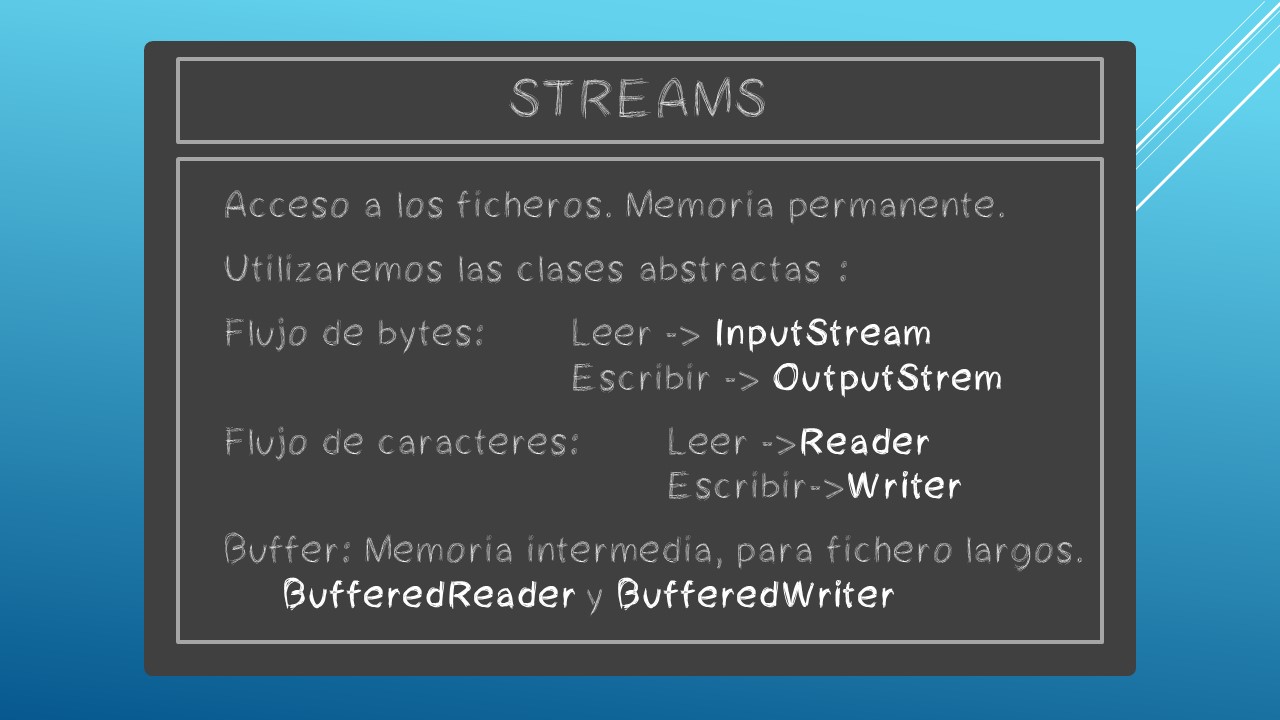 STREAMS
Acceso a los ficheros. Memoria permanente.
Utilizaremos las clases abstractas :
Flujo de bytes: Leer -> InputStream
Escribir -> OutputStrem
Flujo de caracteres: Leer ->Reader
Escribir->Writer
Buffer: Memoria intermedia, para fichero largos.
BufferedReader y BufferedWriter